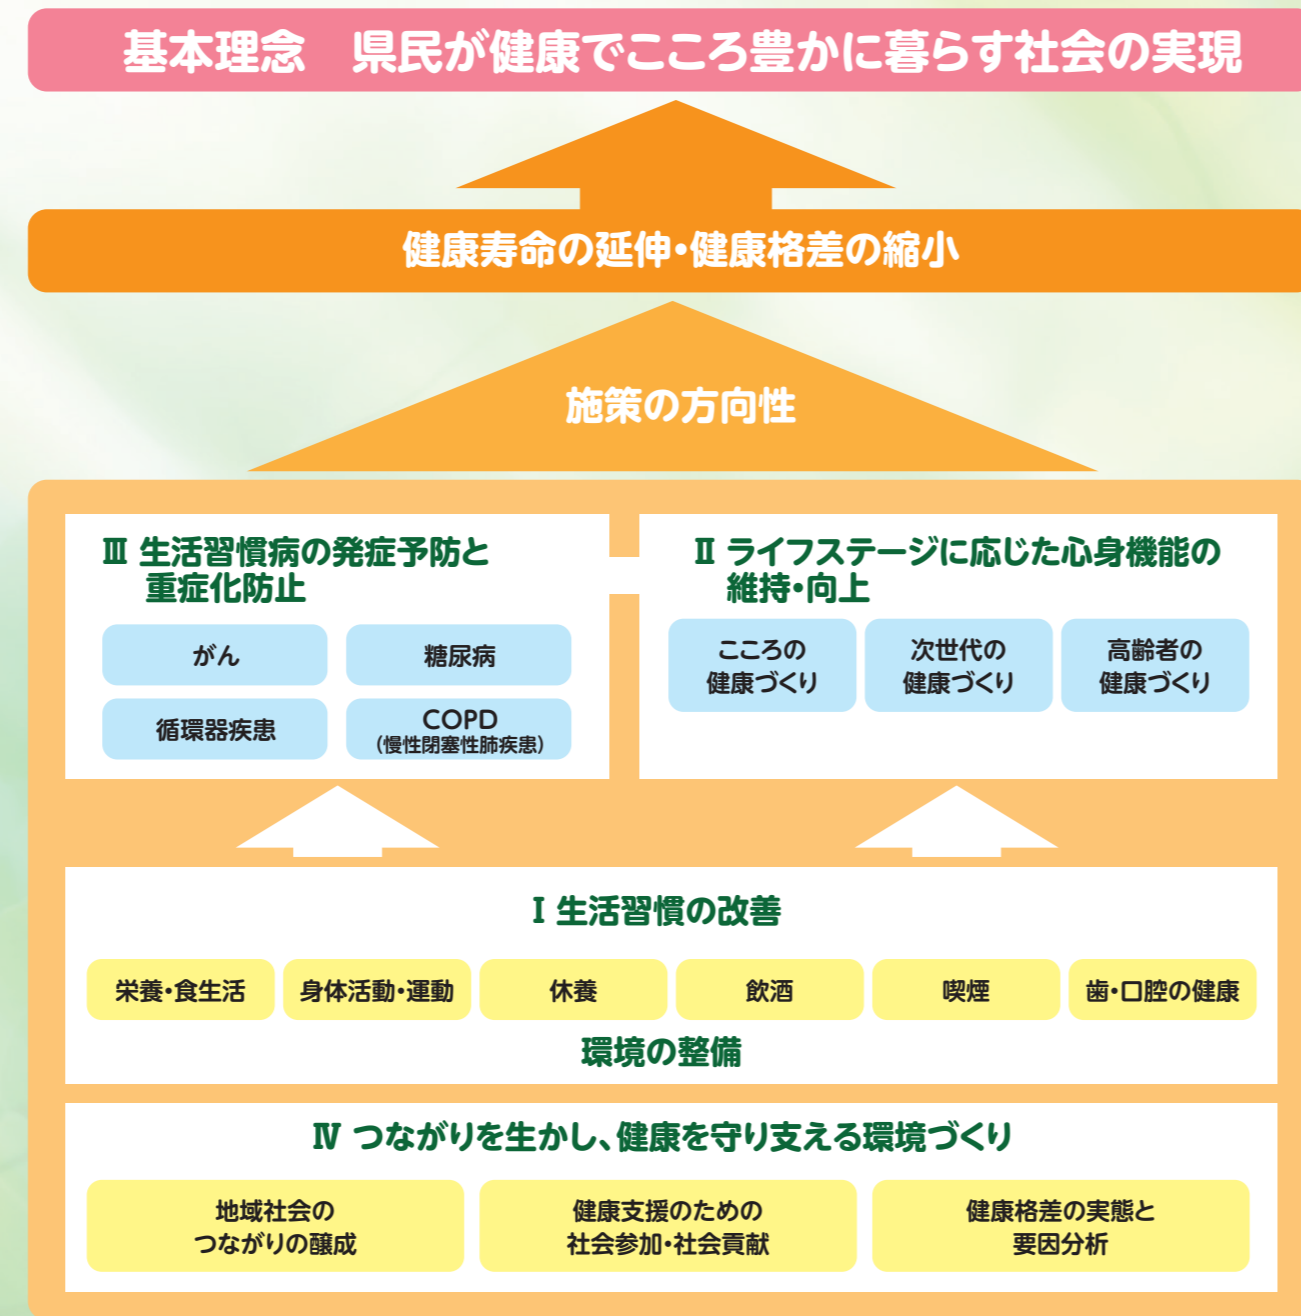 基本理念　県民が健康でこころ豊かに暮らす社会の実現
健康寿命の延伸・健康格差の縮小
施策の方向性
Ⅲ 生活習慣病の発症予防と
重症化防止
がん
糖尿病
循環器疾患
COPD
(慢性閉塞性肺疾患)
Ⅱ ライフステージに応じた心身機能の
維持・向上
こころの
健康づくり
次世代の
健康づくり
高齢者の
健康づくり
Ⅰ 生活習慣の改善
栄養・食生活
身体活動・運動
休養
飲酒
喫煙
歯・口腔の健康
環境の整備
Ⅳ つながりを生かし、健康を守り支える環境づくり
地域社会の
つながりの醸成
健康支援のための
社会参加・社会貢献
健康格差の実態と
要因分析